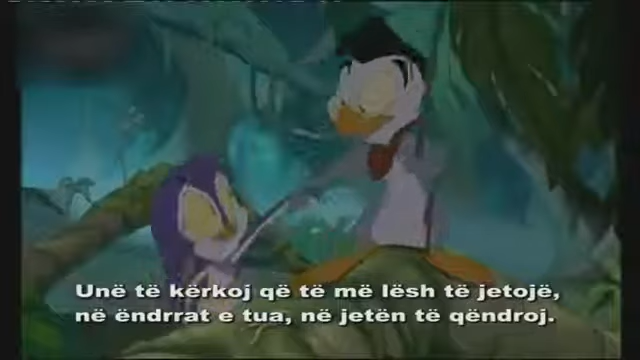 Unë të kërkoj që të më lësh të jetojë,
në ëndrrat e tua, në jetën të qëndroj.